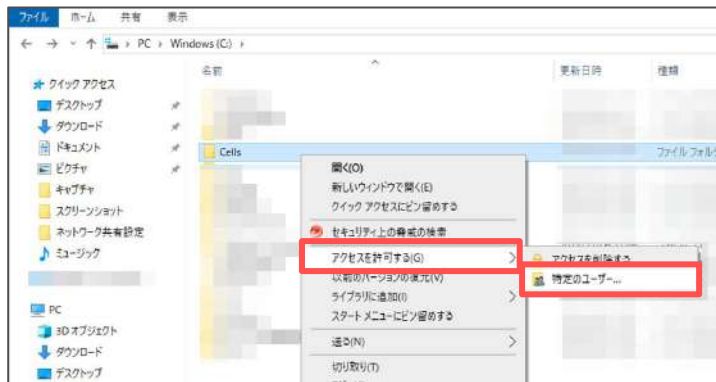 ファイル ホーム 共有 表示
PC › Windows (C:) ›
名前 更新日時 種類
クイック アクセス
デスクトップ
ダウンロード
ドキュメント
ピクチャ
キャプチャ
スクリーンショット
ネットワーク共有設定
ミュージック
PC
3D オブジェクト
ダウンロード
デスクトップ
Cells ファイル フォル
開く(O)
新しいウィンドウで開く(E)
クイック アクセスにピン留めする
セキュリティ上の脅威の検索
アクセスを許可する(G)
以前のバージョンの復元(V)
ライブラリに追加(I)
スタート メニューにピン留めする
送る(N)
切り取り(T)
アクセスを削除する
特定のユーザー...